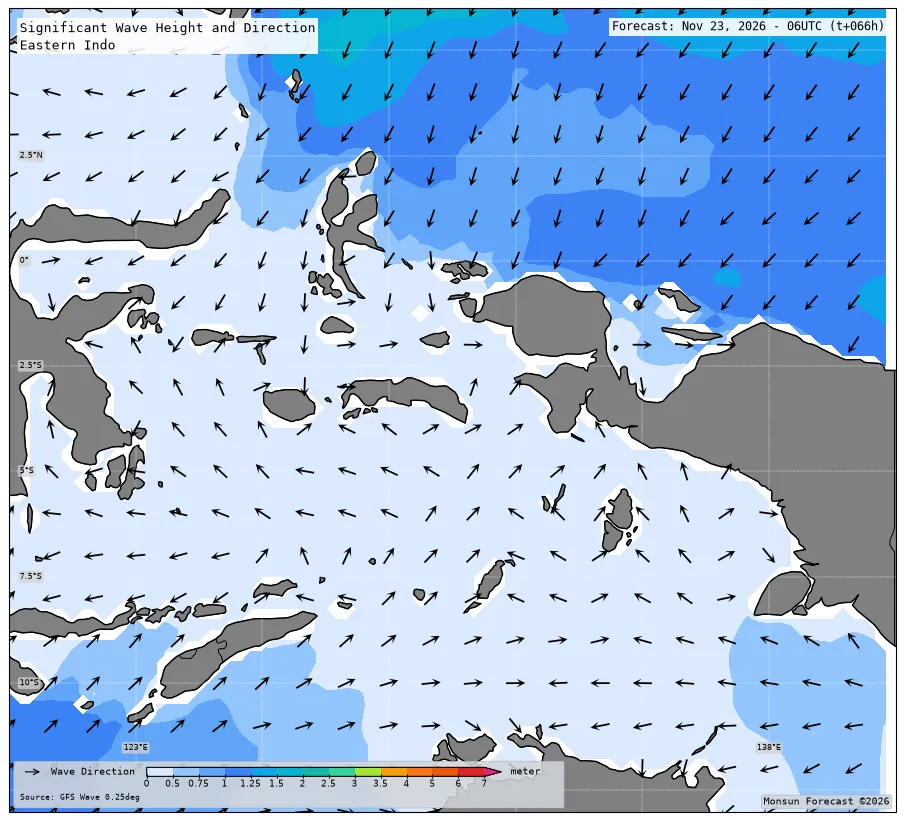 Significant Wave Height and Direction
Eastern Indo
Forecast: Nov 23, 2026 - 06UTC (t+066h)
2.5°N
0°
2.5°S
5°S
7.5°S
10°S
123°E
138°E
Wave Direction
meter
0 0.5 0.75 1 1.25 1.5 2 2.5 3 3.5 4 5 6 7
Source: GFS Wave 0.25deg
Monsun Forecast ©2026